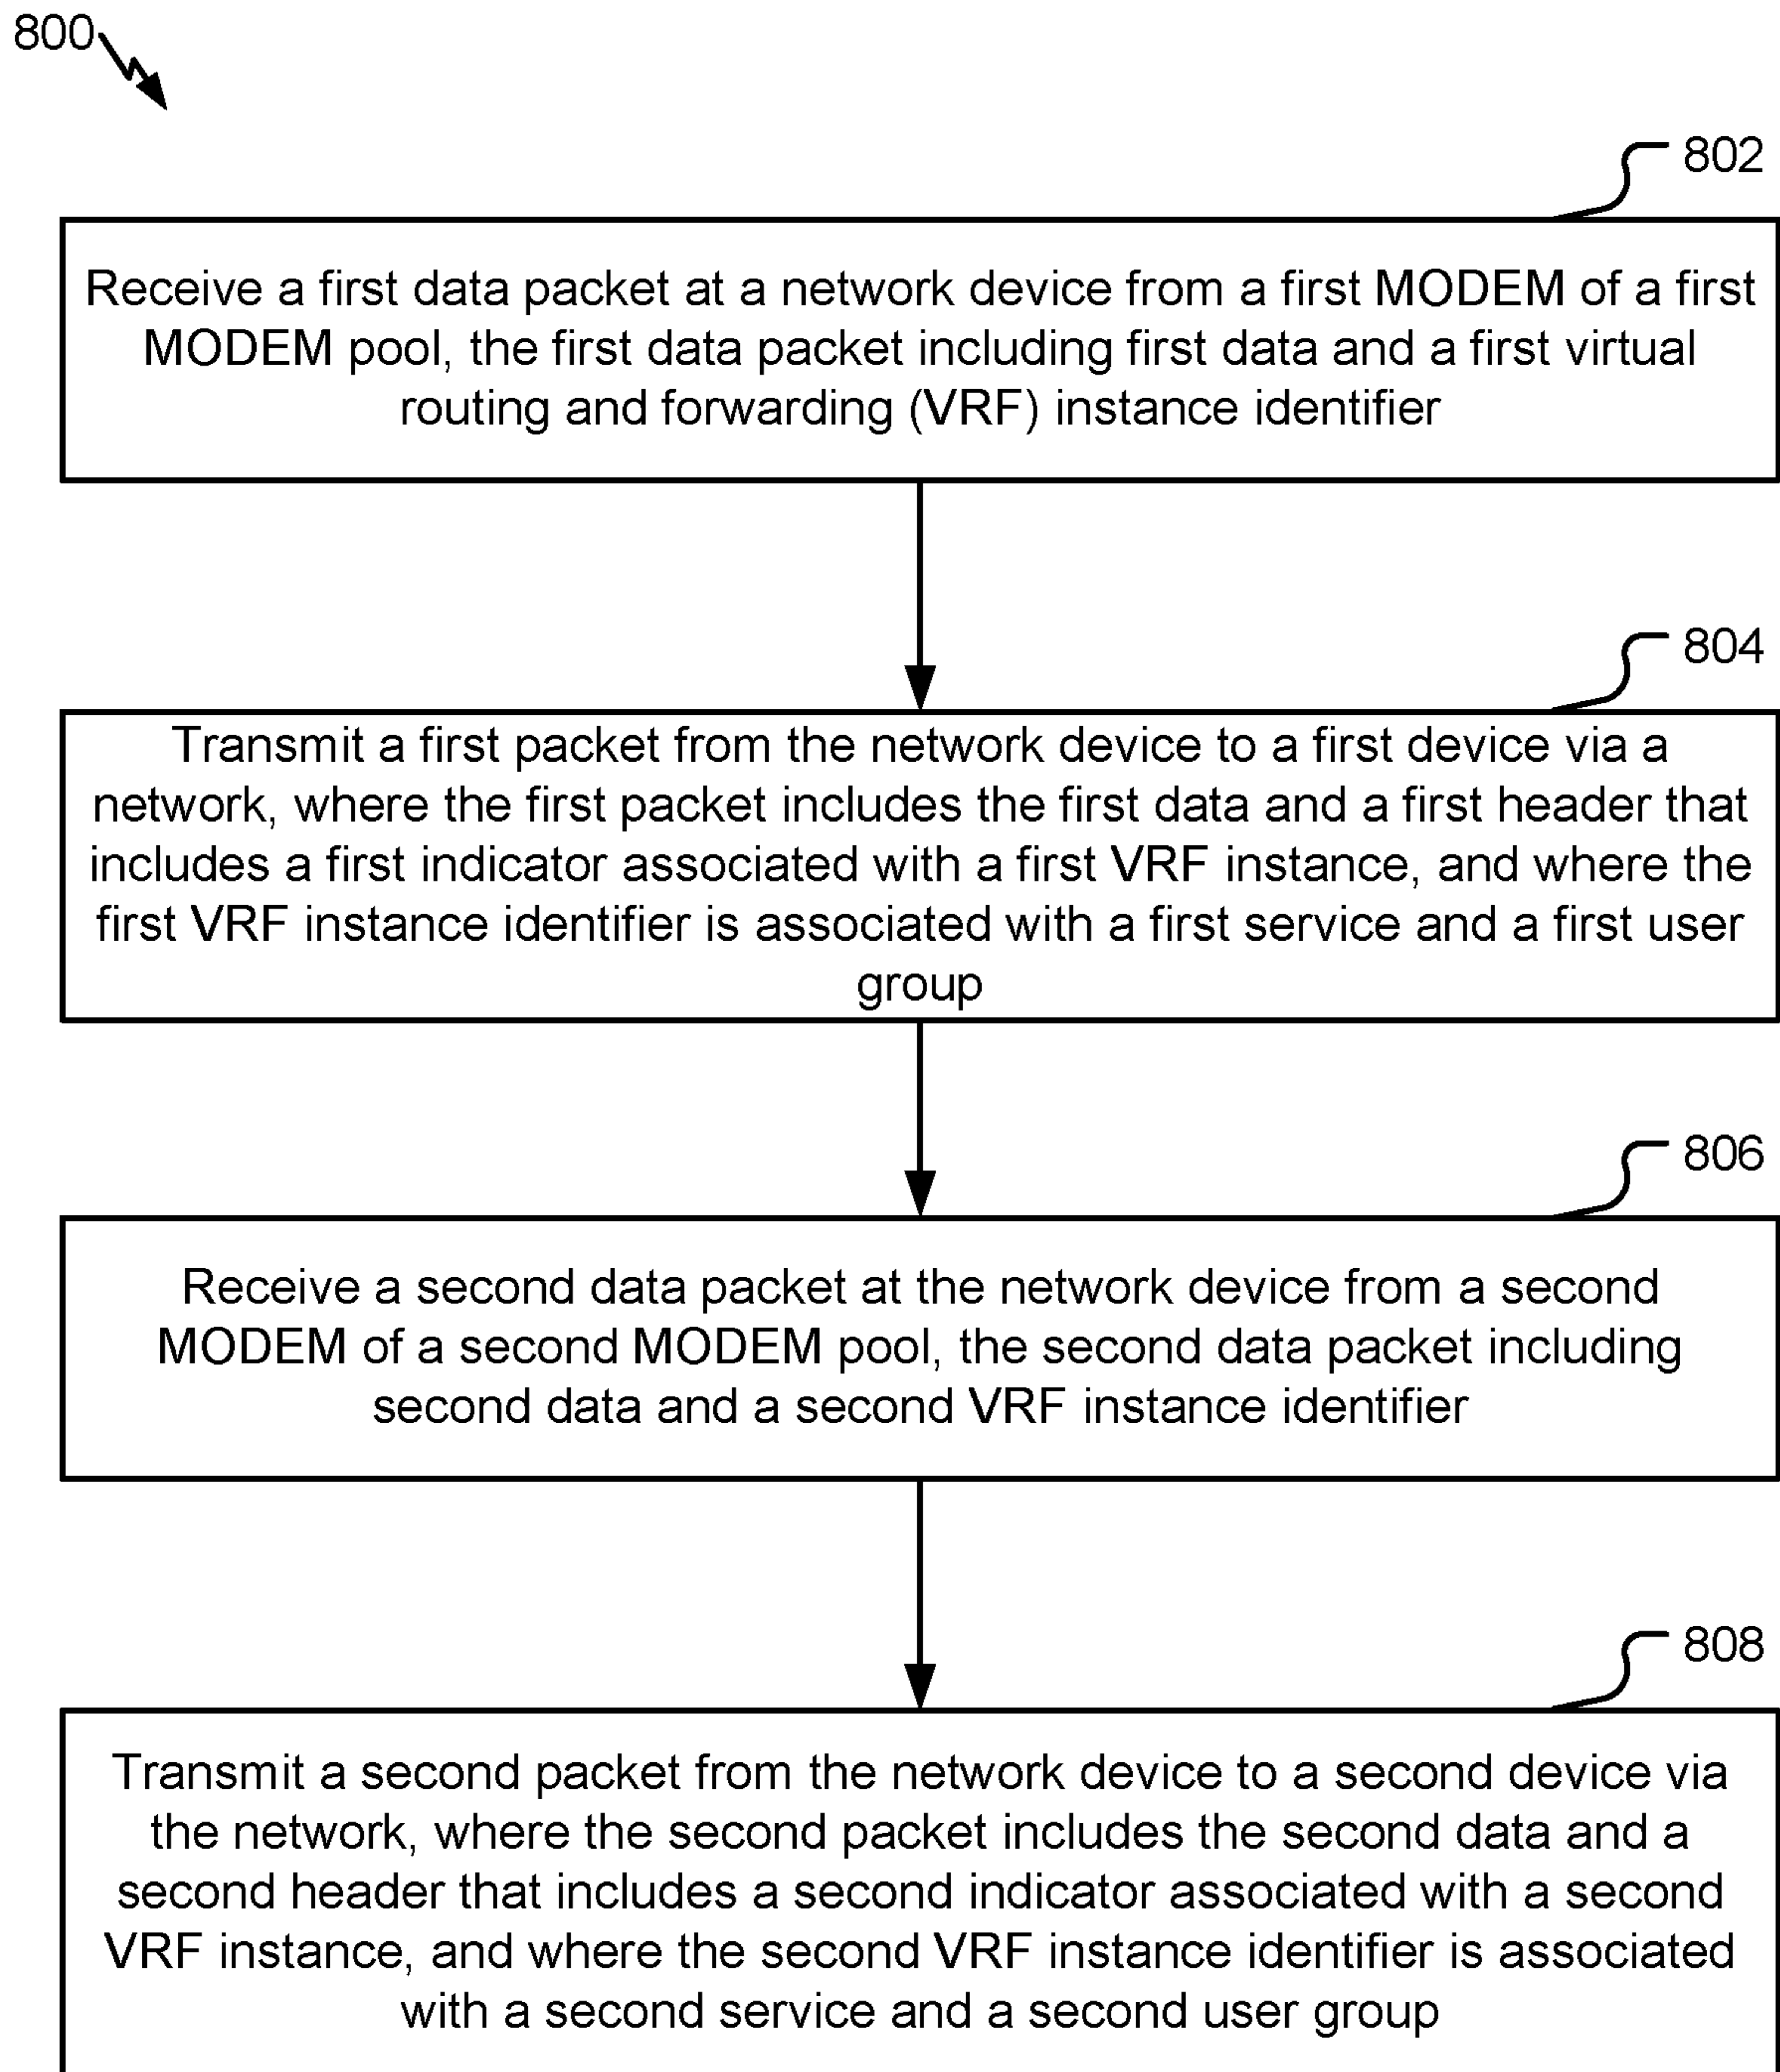 800
802
Receive a first data packet at a network device from a first MODEM of a first
MODEM pool, the first data packet including first data and a first virtual
routing and forwarding (VRF) instance identifier
804
Transmit a first packet from the network device to a first device via a
network, where the first packet includes the first data and a first header that
includes a first indicator associated with a first VRF instance, and where the
first VRF instance identifier is associated with a first service and a first user
group
806
Receive a second data packet at the network device from a second
MODEM of a second MODEM pool, the second data packet including
second data and a second VRF instance identifier
808
Transmit a second packet from the network device to a second device via
the network, where the second packet includes the second data and a
second header that includes a second indicator associated with a second
VRF instance, and where the second VRF instance identifier is associated
with a second service and a second user group